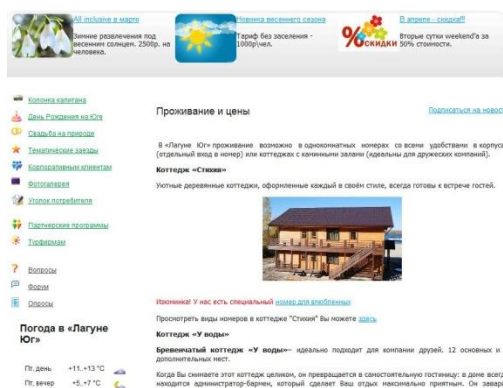 All inclusive в марте
Зимние развлечения под
весенним солнцем. 2500р. на
человека.
Новинка весеннего сезона
Тариф без заселения -
1000р\чел.
В апреле - скидка!!!
Вторые сутки weekend'а за
50% стоимости.
%СКИДКИ
Колонка капитана
День Рождения на Юге
Свадьба на природе
Тематические заезды
Корпоративным клиентам
Фотогалерея
Уголок потребителя
Партнерские программы
Турфирмам
Вопросы
Форум
Опросы
Погода в «Лагуне
Юг»
Пт, день +11..+13 °C
Пт, вечер +5..+7 °C
Проживание и цены
Подписаться на новост
В «Лагуне Юг» проживание возможно в однокомнатных номерах со всеми удобствами в корпуса
(отдельный вход в номер) или коттеджах с каминными залами (идеальны для дружеских компаний).
Коттедж «Стихия»
Уютные деревянные коттеджи, оформленные каждый в своём стиле, всегда готовы к встрече гостей.
Изюминка! У нас есть специальный номер для влюбленных
Просмотреть виды номеров в коттедже "Стихия" Вы можете здесь
Коттедж «У воды»
Бревенчатый коттедж «У воды»– идеально подходит для компании друзей. 12 основных и
дополнительных мест.
Когда Вы снимаете этот коттедж целиком, он превращается в самостоятельную гостиницу: в доме всегд
находится администратор-бармен, который сделает Ваш отдых максимально приятным. Он